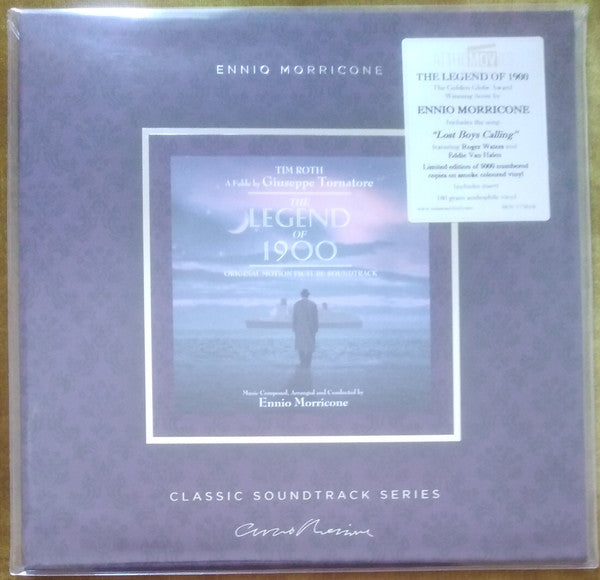 ENNIO MORRICONE
TIM ROTH
A Fable by Giuseppe Tornatore
THE
LEGEND
OF
1900
ORIGINAL MOTION PICTURE SOUNDTRACK
Music Composed, Arranged and Conducted by
Ennio Morricone
CLASSIC SOUNDTRACK SERIES
MOV
THE LEGEND OF 1900
The Golden Globe Award
Winning Score by
ENNIO MORRICONE
includes the song
"Lost Boys Calling"
featuring Roger Waters and
Eddie Van Halen
Limited edition of 5000 numbered
copies on smoke coloured vinyl
(includes insert)
180 gram audiophile vinyl